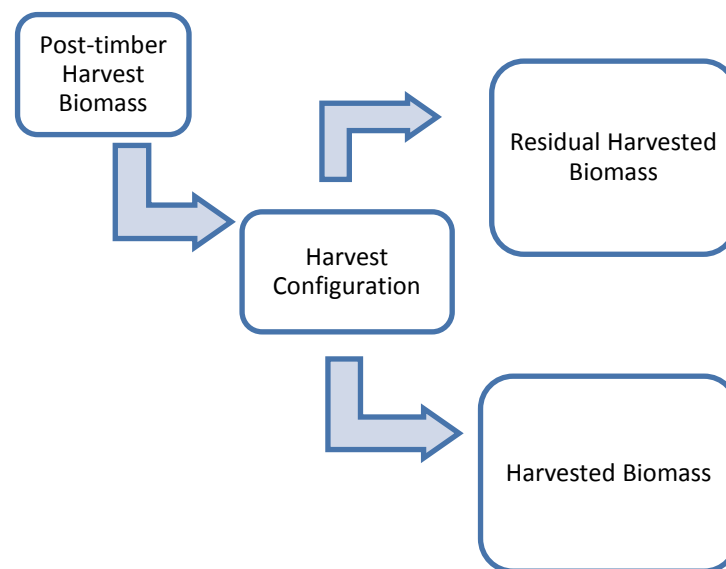 Post-timber
Harvest
Biomass
Residual Harvested
Biomass
Harvest
Configuration
Harvested Biomass